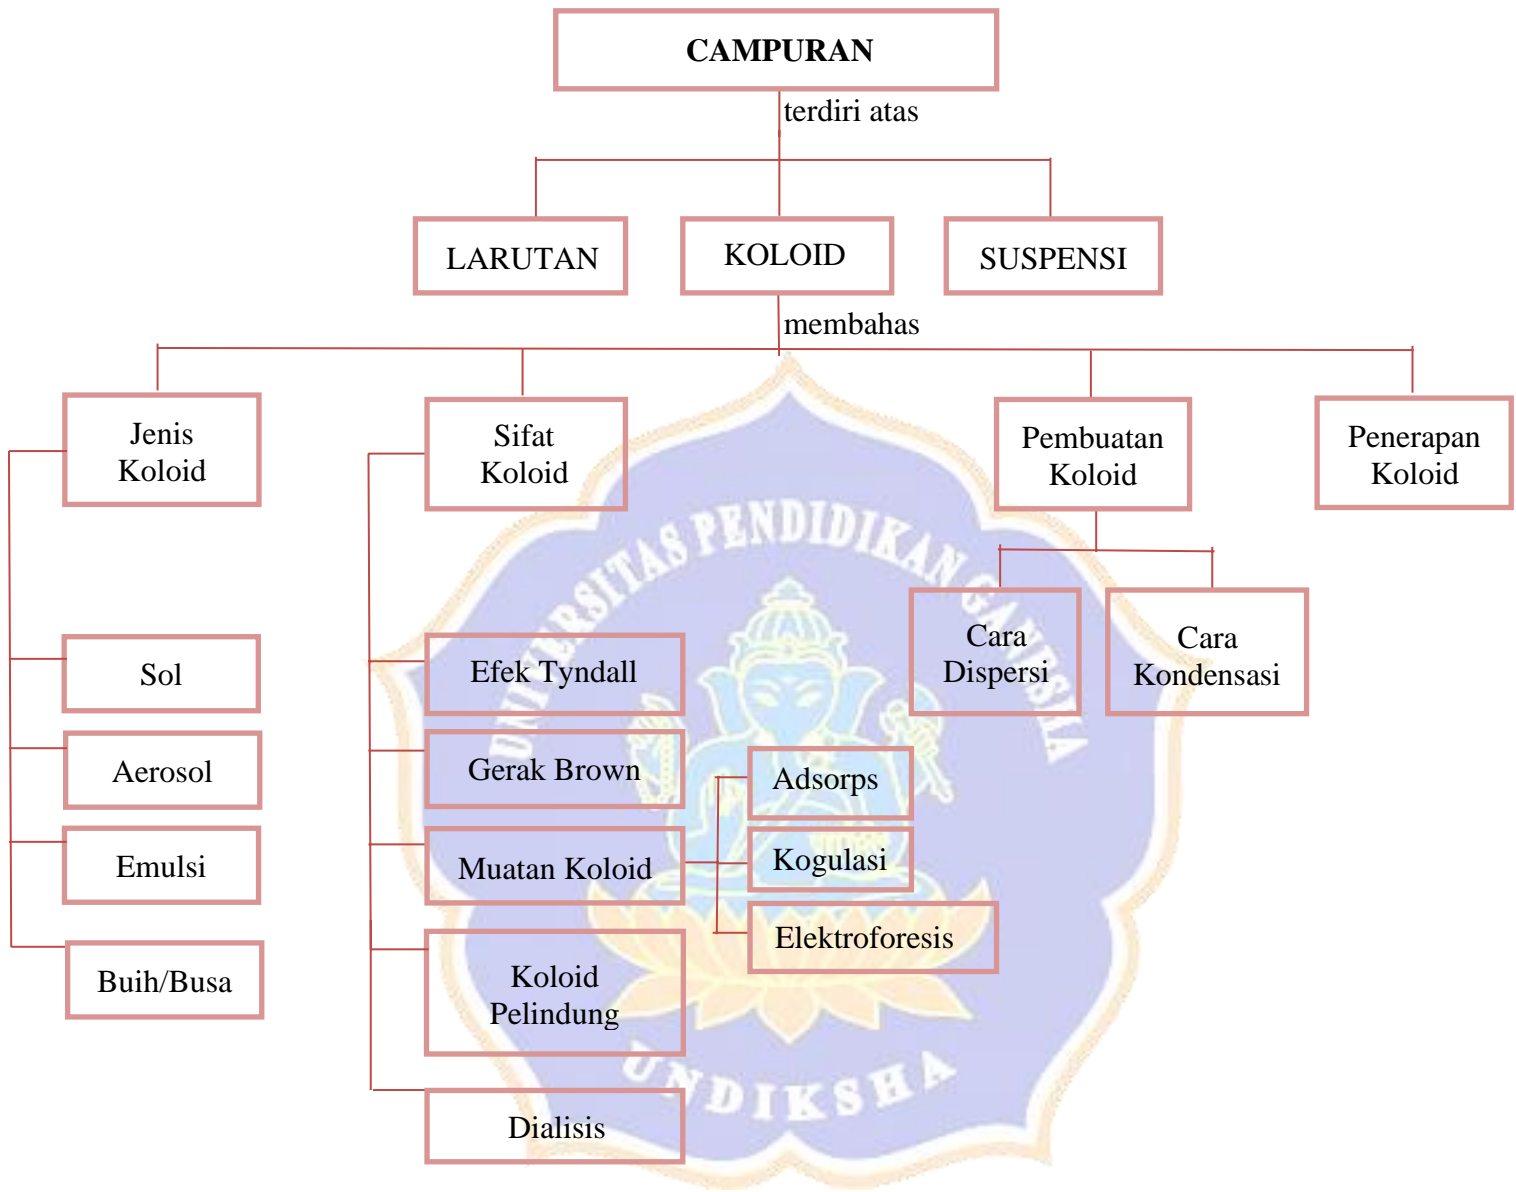 CAMPURAN
terdiri atas
LARUTAN
KOLOID
SUSPENSI
membahas
Jenis
Koloid
Sifat
Koloid
Pembuatan
Koloid
Penerapan
Koloid
UNIVERSITAS PENDIDIKAN GANESHA
Cara
Dispersi
Cara
Kondensasi
Sol
Aerosol
Emulsi
Buih/Busa
Efek Tyndall
Gerak Brown
Muatan Koloid
Adsorps
Kogulasi
Elektroforesis
Koloid
Pelindung
Dialisis
UNDIKSHA